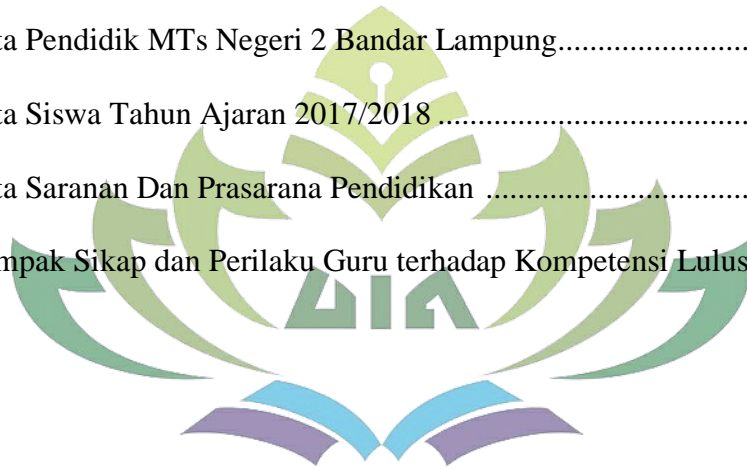 ta Pendidik MTs Negeri 2 Bandar Lampung.......................
ta Siswa Tahun Ajaran 2017/2018 .....................................
ta Saranan Dan Prasarana Pendidikan ...............................
mpak Sikap dan Perilaku Guru terhadap Kompetensi Lulus
UIN